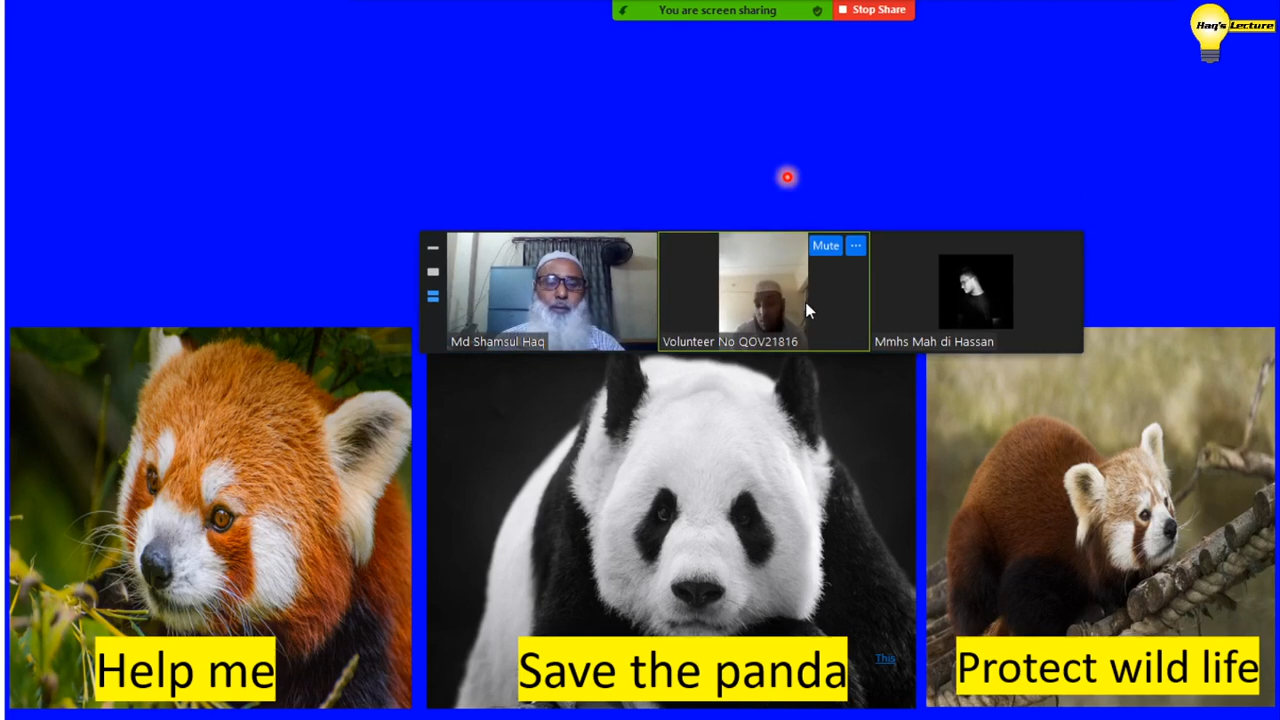 You are screen sharing
Stop Share
Haq's Lecture
Mute
Md Shamsul Haq
Volunteer No QOV21816
Mmhs Mah di Hassan
This
Help me
Save the panda
Protect wild life